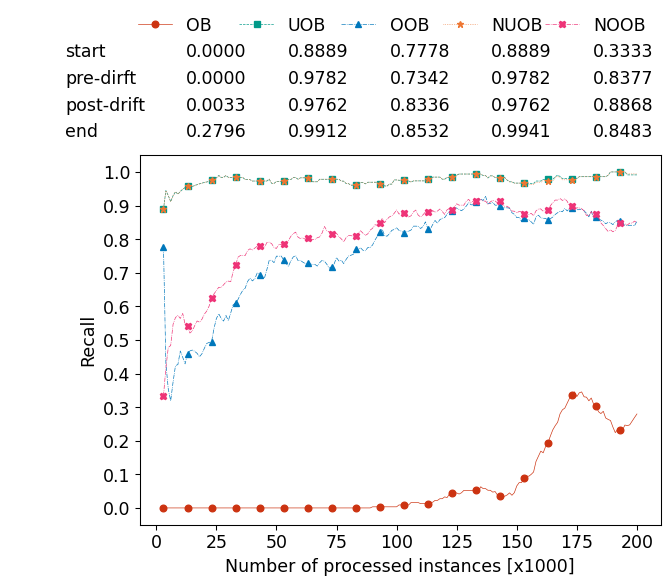 OB UOB OOB NUOB NOOB
start 0.0000 0.8889 0.7778 0.8889 0.3333
pre-dirft 0.0000 0.9782 0.7342 0.9782 0.8377
post-drift 0.0033 0.9762 0.8336 0.9762 0.8868
end 0.2796 0.9912 0.8532 0.9941 0.8483
1.0
0.9
0.8
0.7
0.6
0.5
0.4
0.3
0.2
0.1
0.0
Recall
0 25 50 75 100 125 150 175 200
Number of processed instances [x1000]